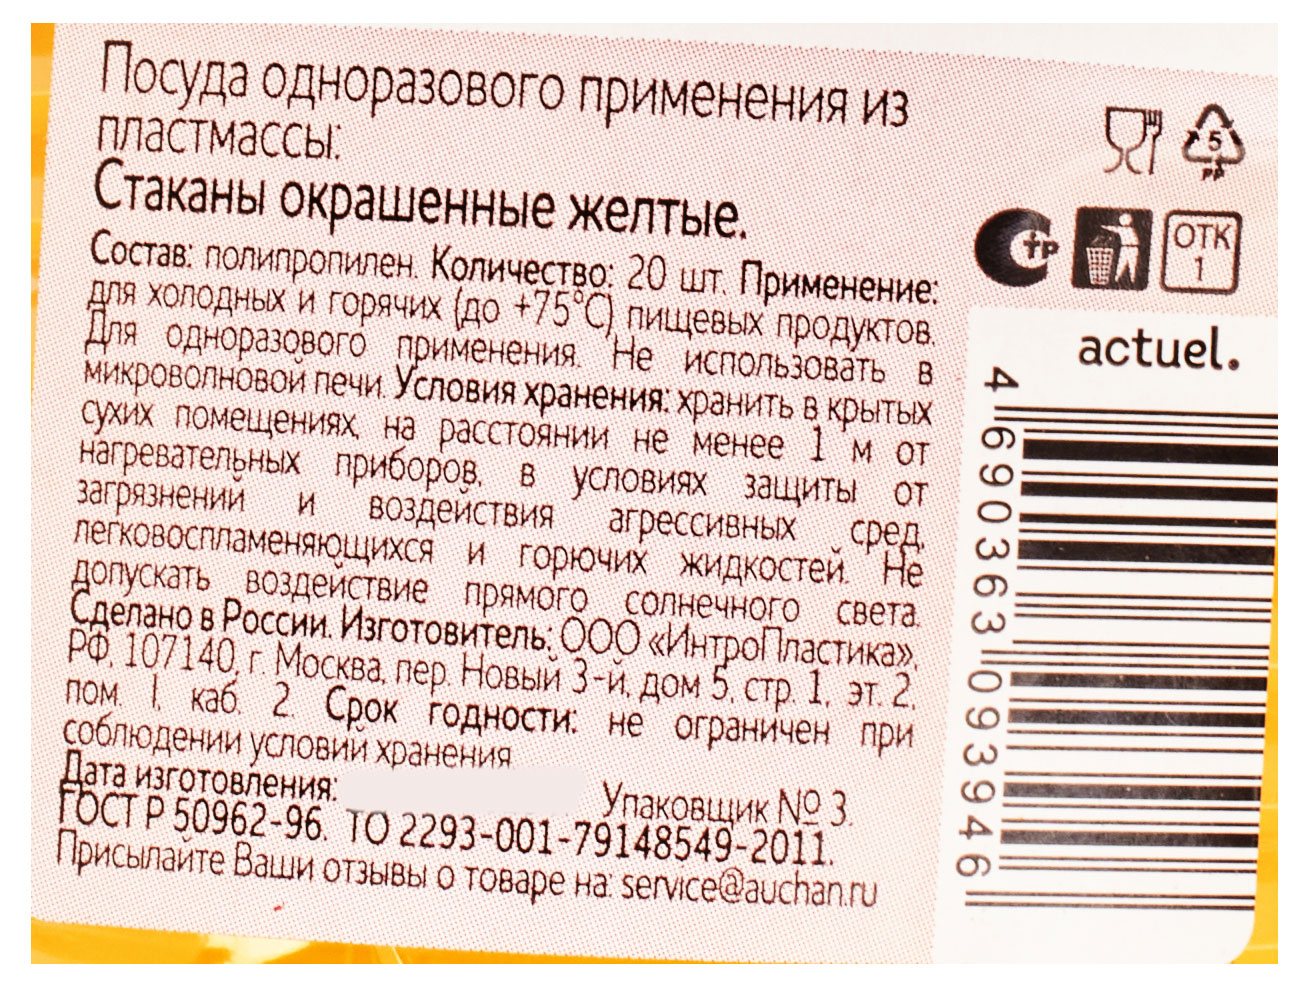 Посуда одноразового применения из
пластмассы:
Стаканы окрашенные желтые.
Состав: полипропилен. Количество: 20 шт. Применение:
для холодных и горячих (до +75°С) пищевых продуктов.
Для одноразового применения. Не использовать в
микроволновой печи. Условия хранения: хранить в крытых
сухих помещениях, на расстоянии не менее 1 м от
нагревательных приборов, в условиях защиты от
загрязнений и воздействия агрессивных сред,
легковоспламеняющихся и горючих жидкостей. Не
допускать воздействие прямого солнечного света.
Сделано в России. Изготовитель: ООО «ИнтроПластика»,
РФ, 107140, г. Москва, пер. Новый 3-й, дом 5, стр. 1, эт. 2,
пом. I, каб. 2. Срок годности: не ограничен при
соблюдении условий хранения
Дата изготовления: Упаковщик № 3.
ГОСТ Р 50962-96. ТО 2293-001-79148549-2011.
Присылайте Ваши отзывы о товаре на: service@auchan.ru
5
PP
тр
ОТК
1
actuel.
4 690363 093946